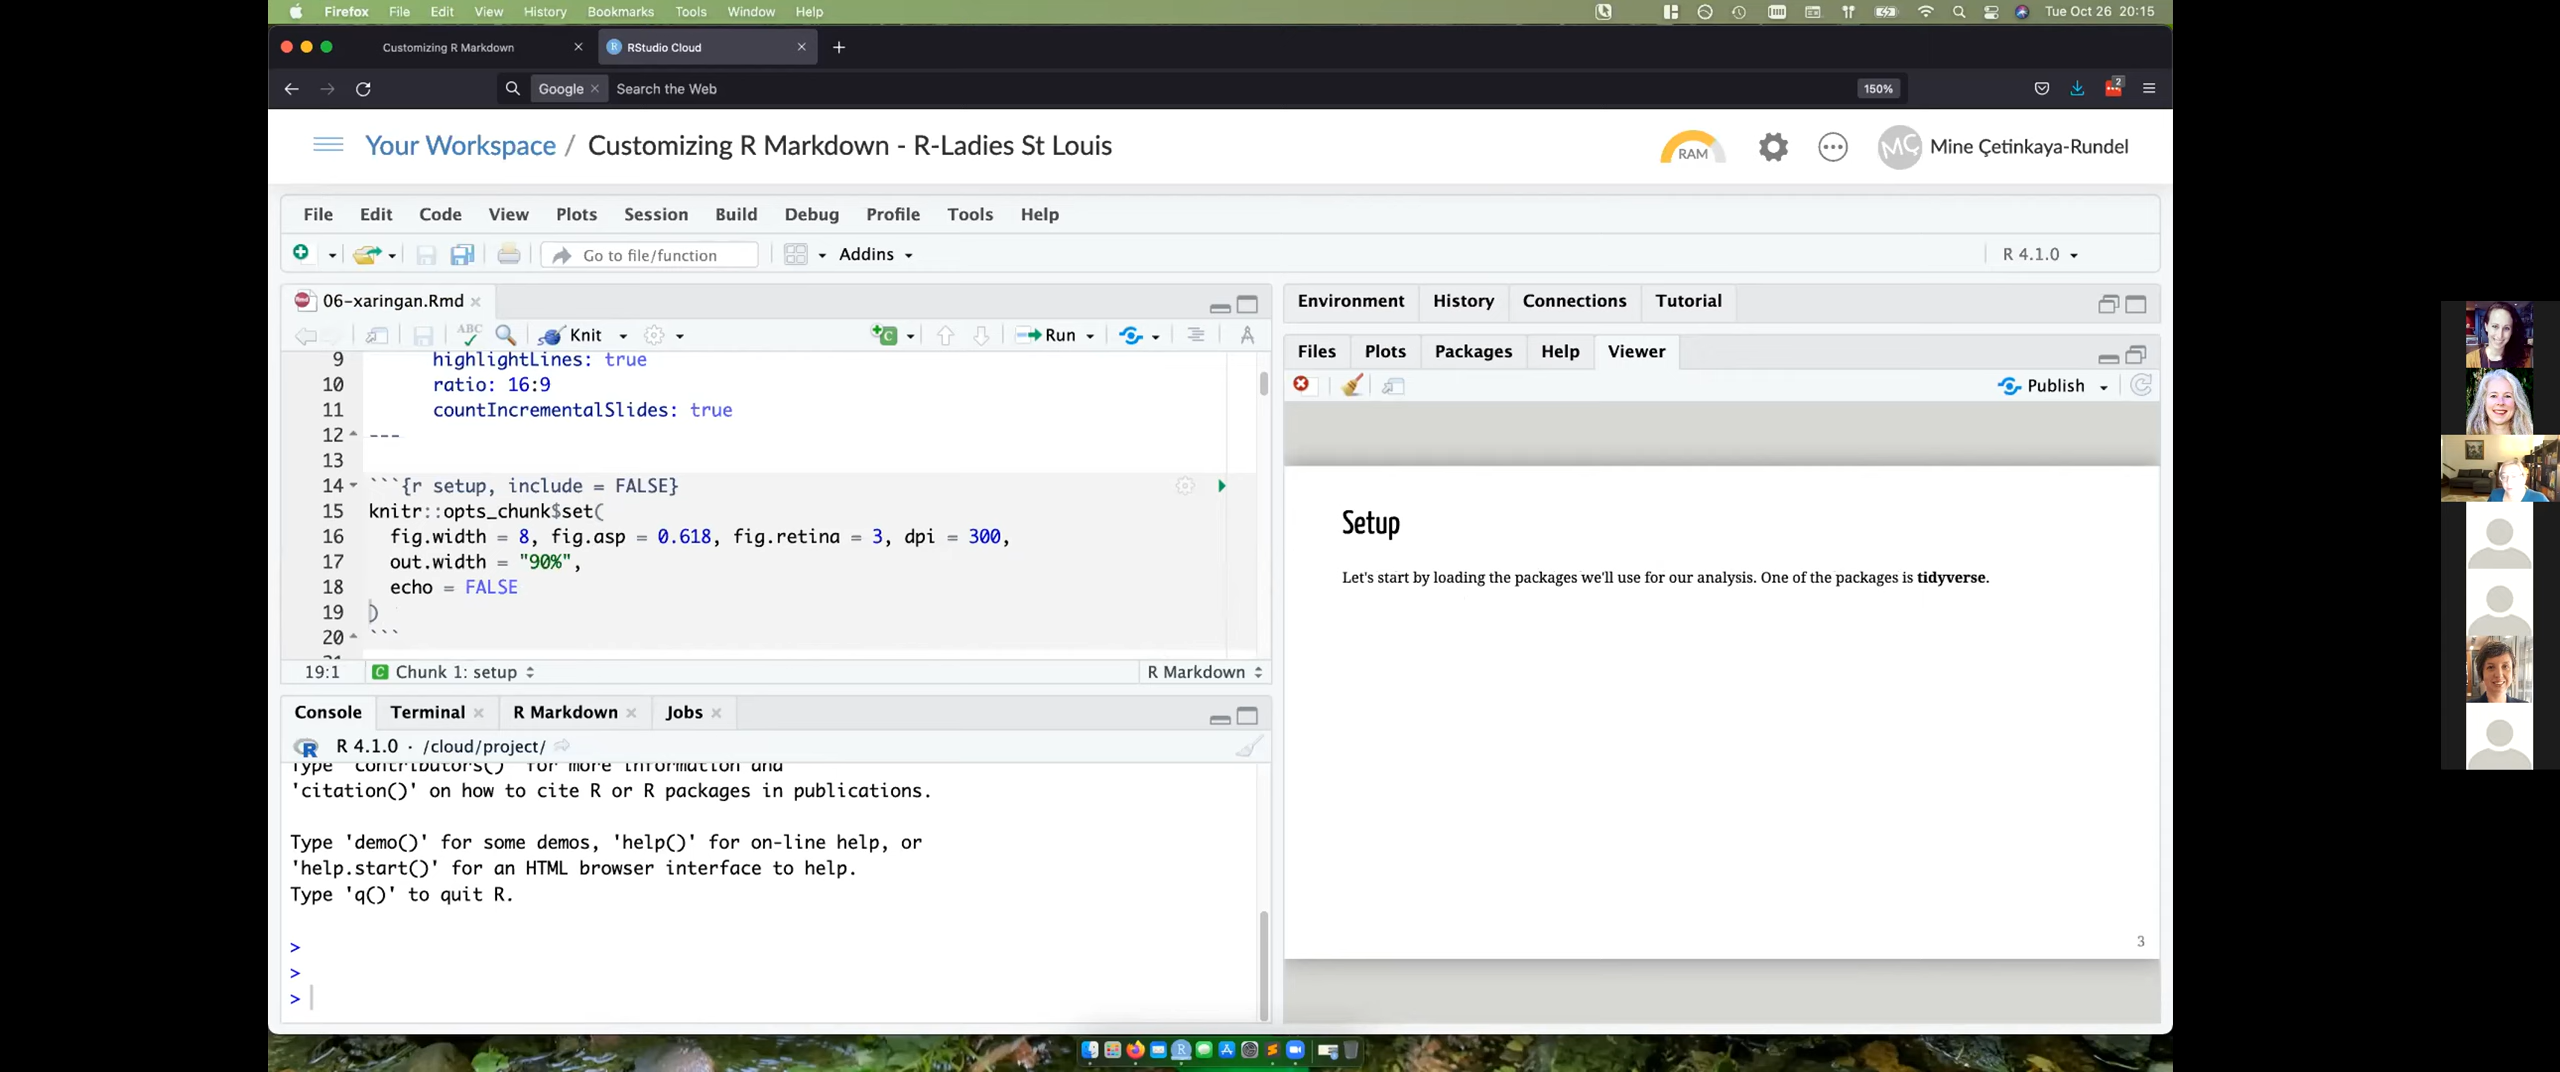 Firefox File Edit View History Bookmarks Tools Window Help
Tue Oct 26 20:15
Customizing R Markdown
RStudio Cloud
Google Search the Web
150%
2
Your Workspace / Customizing R Markdown - R-Ladies St Louis
RAM
MÇ
Mine Çetinkaya-Rundel
File Edit Code View Plots Session Build Debug Profile Tools Help
Go to file/function
Addins
R 4.1.0
06-xaringan.Rmd
ABC
Knit
Run
9 highlightLines: true
10 ratio: 16:9
11 countIncrementalSlides: true
12 ---
13
14 ```{r setup, include = FALSE}
15 knitr::opts_chunk$set(
16 fig.width = 8, fig.asp = 0.618, fig.retina = 3, dpi = 300,
17 out.width = "90%",
18 echo = FALSE
19 )
20 ```
19:1
Chunk 1: setup
R Markdown
Console Terminal R Markdown Jobs
R 4.1.0 · /cloud/project/
Type 'contributors()' for more information and
'citation()' on how to cite R or R packages in publications.
Type 'demo()' for some demos, 'help()' for on-line help, or
'help.start()' for an HTML browser interface to help.
Type 'q()' to quit R.
>
>
>
Environment History Connections Tutorial
Files Plots Packages Help Viewer
Publish
Setup
Let's start by loading the packages we'll use for our analysis. One of the packages is tidyverse.
3